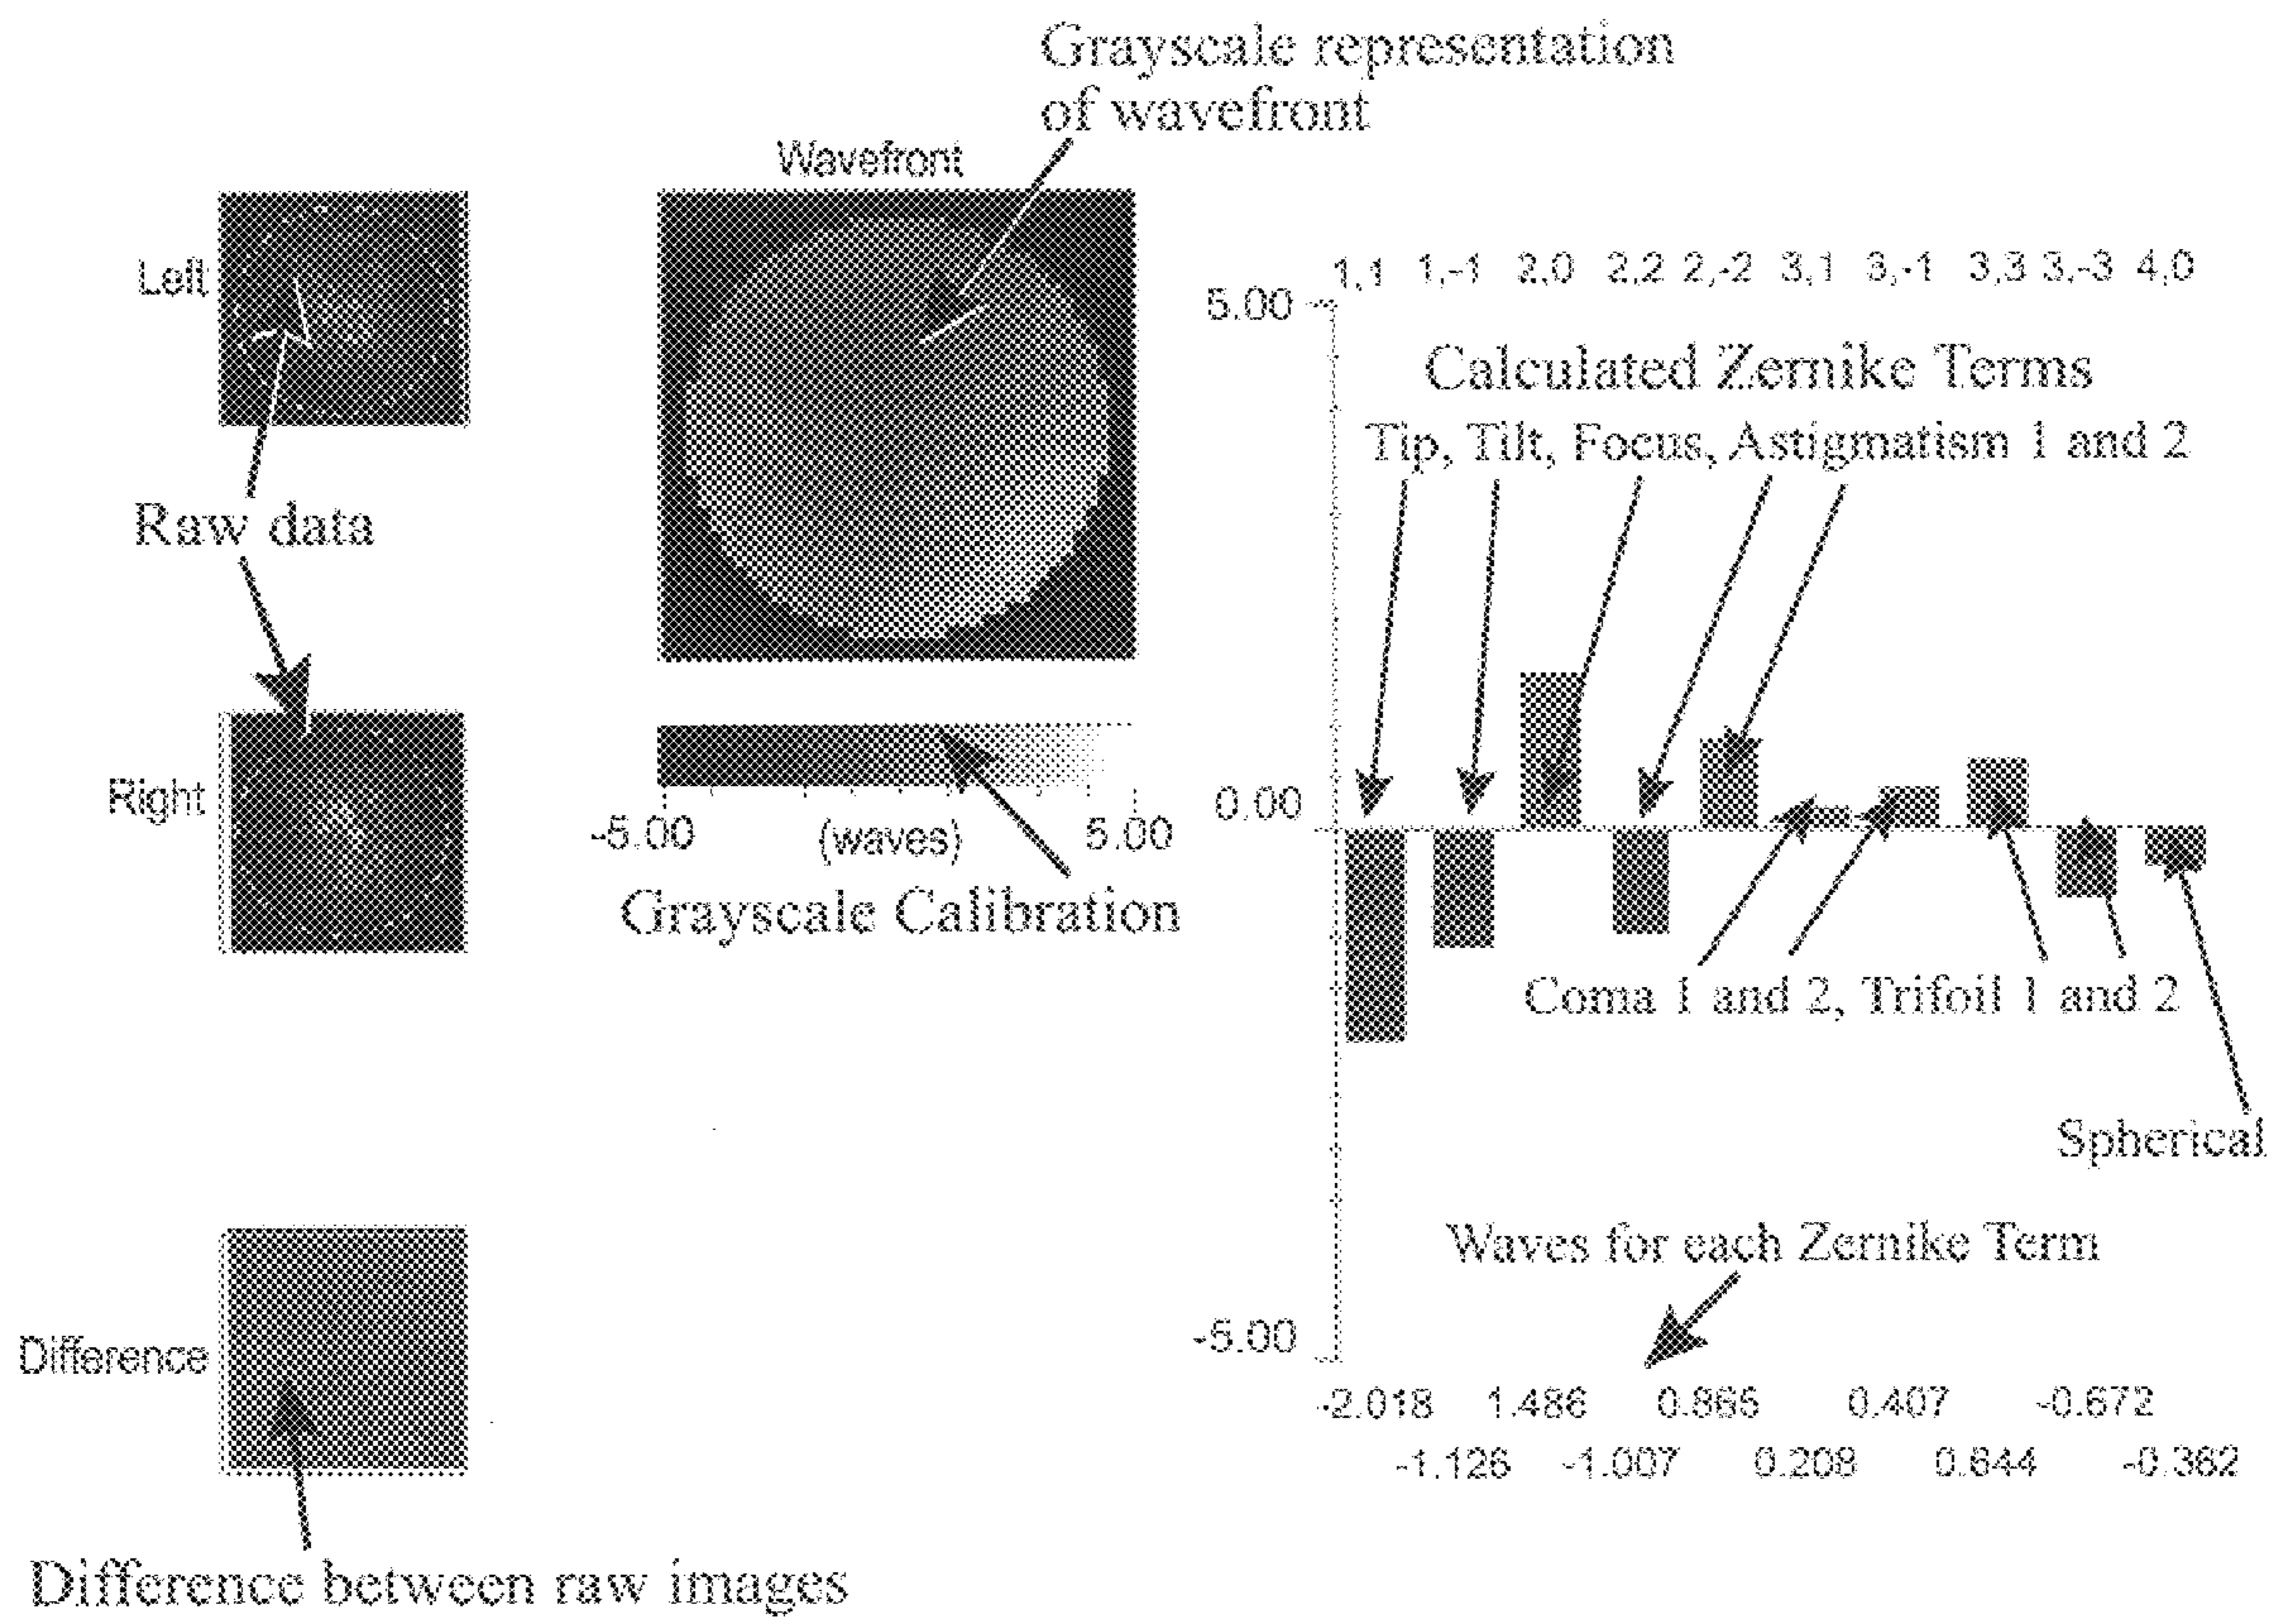 Grayscale representation
of wavefront
Wavefront
Left
Raw data
Right
-5.00 (waves) 5.00
Grayscale Calibration
Difference
Difference between raw images
1,1 1,-1 2,0 2,2 2,-2 3,1 3,-1 3,3 3,-3 4,0
5.00
Calculated Zernike Terms
Tip, Tilt, Focus, Astigmatism 1 and 2
0.00
Coma 1 and 2, Trifoil 1 and 2
Spherical
Waves for each Zernike Term
-5.00
-2.018 1.486 0.865 0.407 -0.672
-1.126 -1.007 0.208 0.644 -0.362